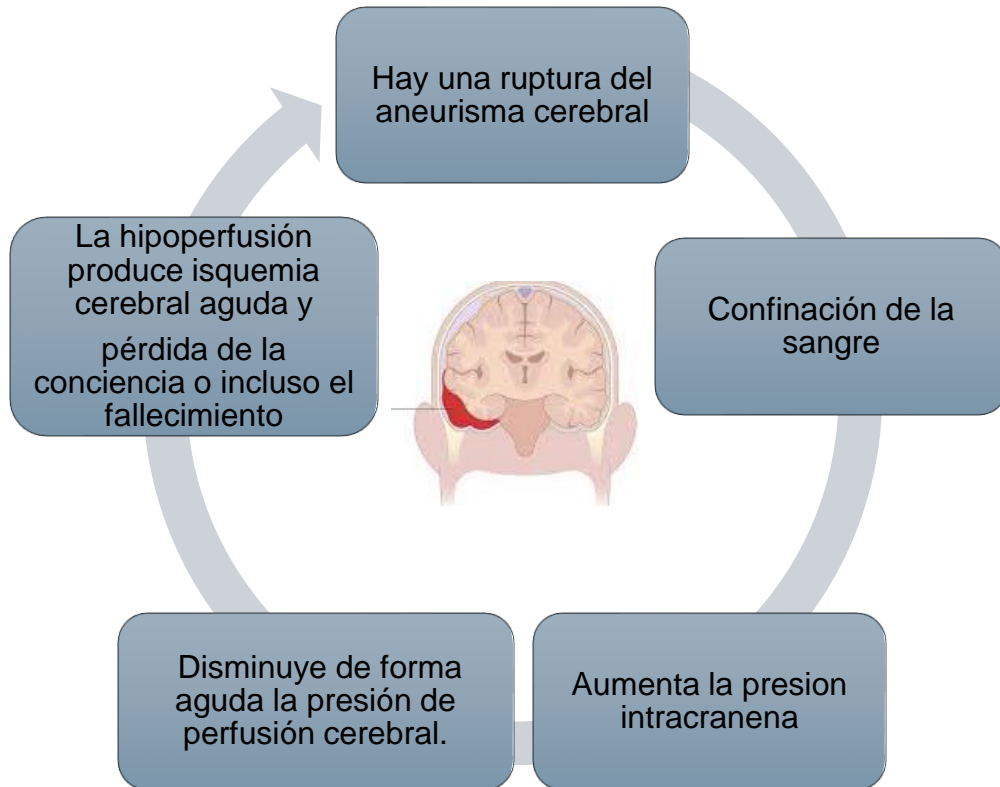 Hay una ruptura del
aneurisma cerebral
Confinación de la
sangre
Aumenta la presion
intracranena
Disminuye de forma
aguda la presión de
perfusión cerebral.
La hipoperfusión
produce isquemia
cerebral aguda y
pérdida de la
conciencia o incluso el
fallecimiento